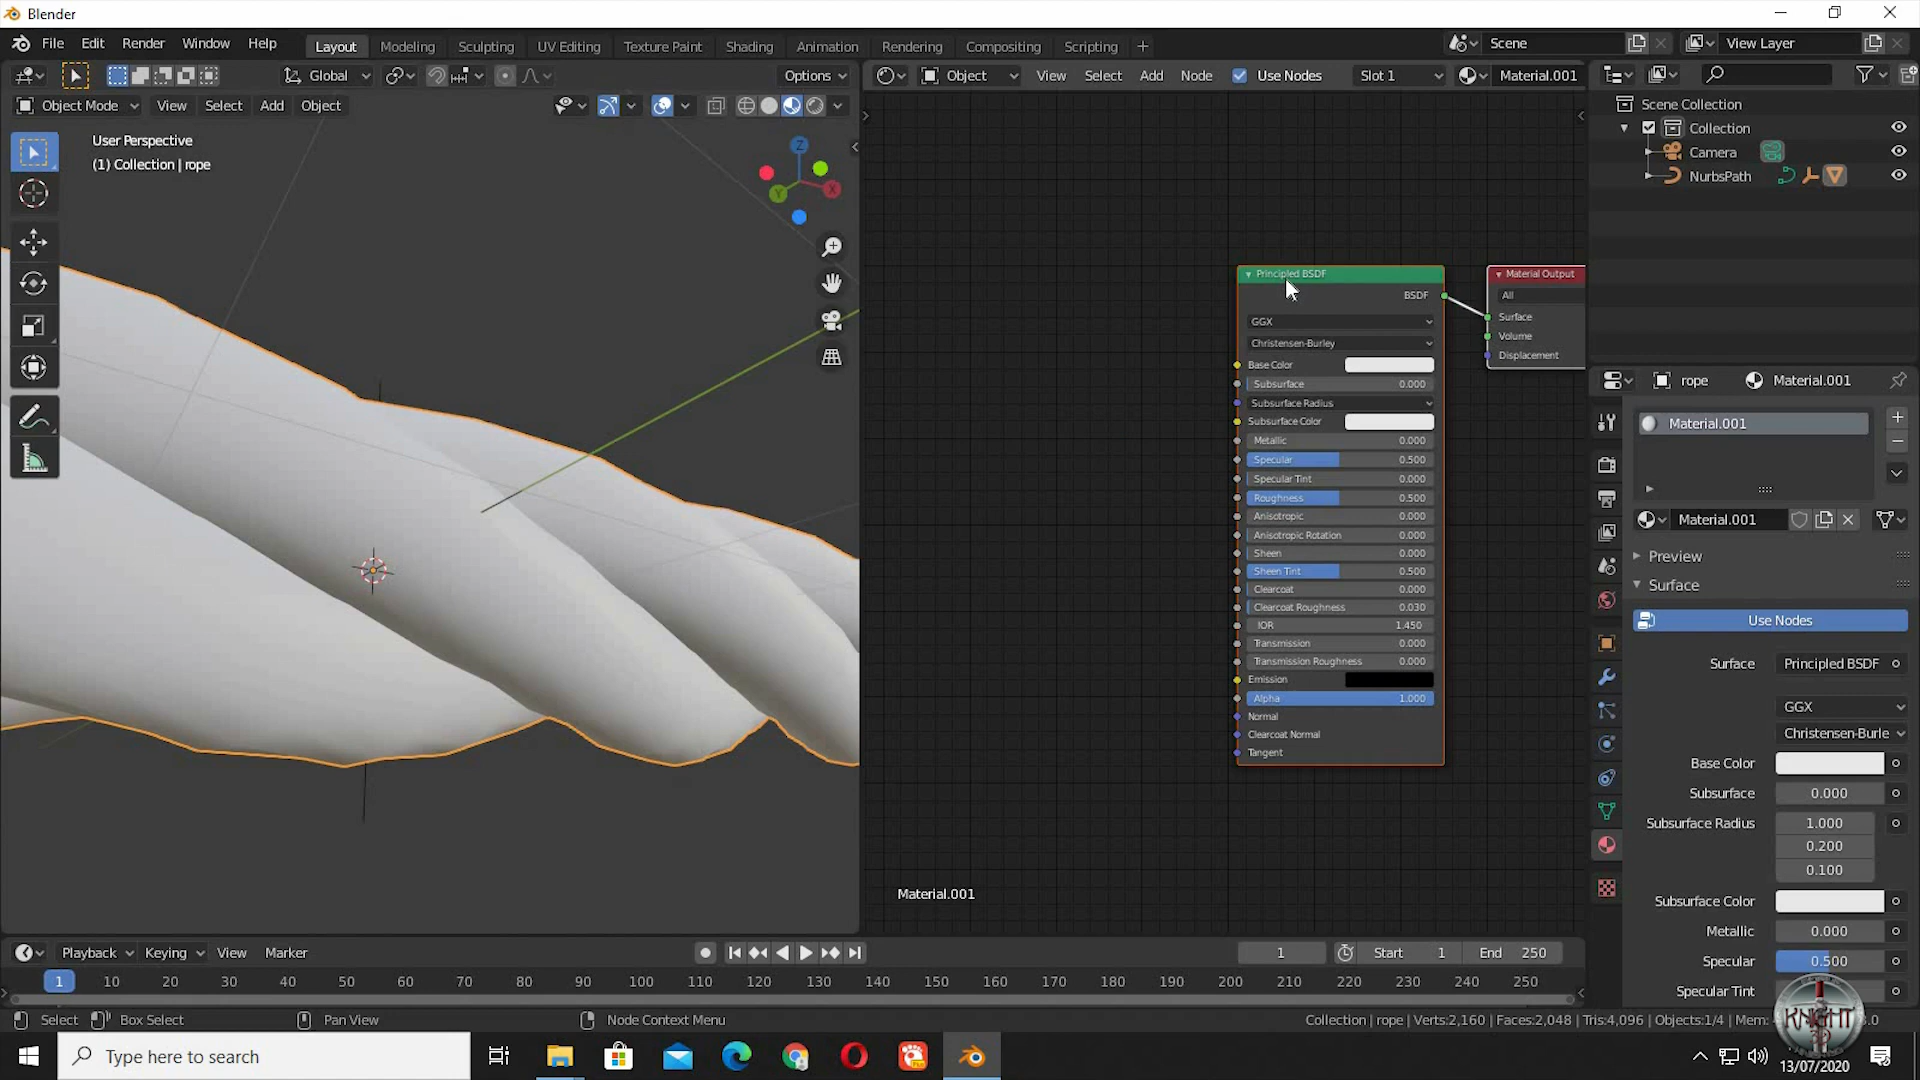 Blender
File Edit Render Window Help Layout Modeling Sculpting UV Editing Texture Paint Shading Animation Rendering Compositing Scripting + Scene View Layer
Global Options Object View Select Add Node Use Nodes Slot 1 Material.001
Object Mode View Select Add Object
User Perspective
(1) Collection | rope
Z
X
Y
Principled BSDF
BSDF
GGX
Christensen-Burley
Base Color
Subsurface 0.000
Subsurface Radius
Subsurface Color
Metallic 0.000
Specular 0.500
Specular Tint 0.000
Roughness 0.500
Anisotropic 0.000
Anisotropic Rotation 0.000
Sheen 0.000
Sheen Tint 0.500
Clearcoat 0.000
Clearcoat Roughness 0.030
IOR 1.450
Transmission 0.000
Transmission Roughness 0.000
Emission
Alpha 1.000
Normal
Clearcoat Normal
Tangent
Material Output
All
Surface
Volume
Displacement
Material.001
Scene Collection
Collection
Camera
NurbsPath
rope Material.001
Material.001
Material.001
Preview
Surface
Use Nodes
Surface Principled BSDF
GGX
Christensen-Burle
Base Color
Subsurface 0.000
Subsurface Radius 1.000
0.200
0.100
Subsurface Color
Metallic 0.000
Specular 0.500
Specular Tint
Playback Keying View Marker 1 Start 1 End 250
1 10 20 30 40 50 60 70 80 90 100 110 120 130 140 150 160 170 180 190 200 210 220 230 240 250
Select Box Select Pan View Node Context Menu Collection | rope | Verts:2,160 | Faces:2,048 | Tris:4,096 | Objects:1/4 | Mem:
KNIGHT
3D
Type here to search
13/07/2020